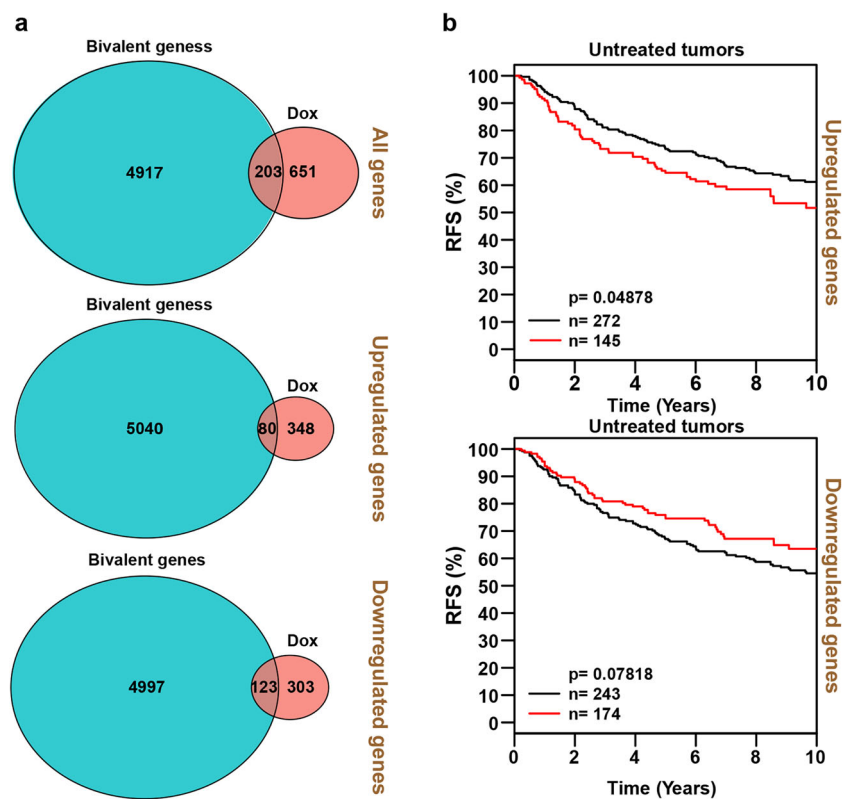 a
Bivalent geness
Dox
4917
203
651
All genes
Bivalent geness
Dox
5040
80
348
Upregulated genes
Bivalent genes
Dox
4997
123
303
Downregulated genes
b
Untreated tumors
100
90
80
70
60
50
40
30
20
10
0
RFS (%)
p= 0.04878
n= 272
n= 145
0 2 4 6 8 10
Time (Years)
Upregulated genes
Untreated tumors
100
90
80
70
60
50
40
30
20
10
0
RFS (%)
p= 0.07818
n= 243
n= 174
0 2 4 6 8 10
Time (Years)
Downregulated genes